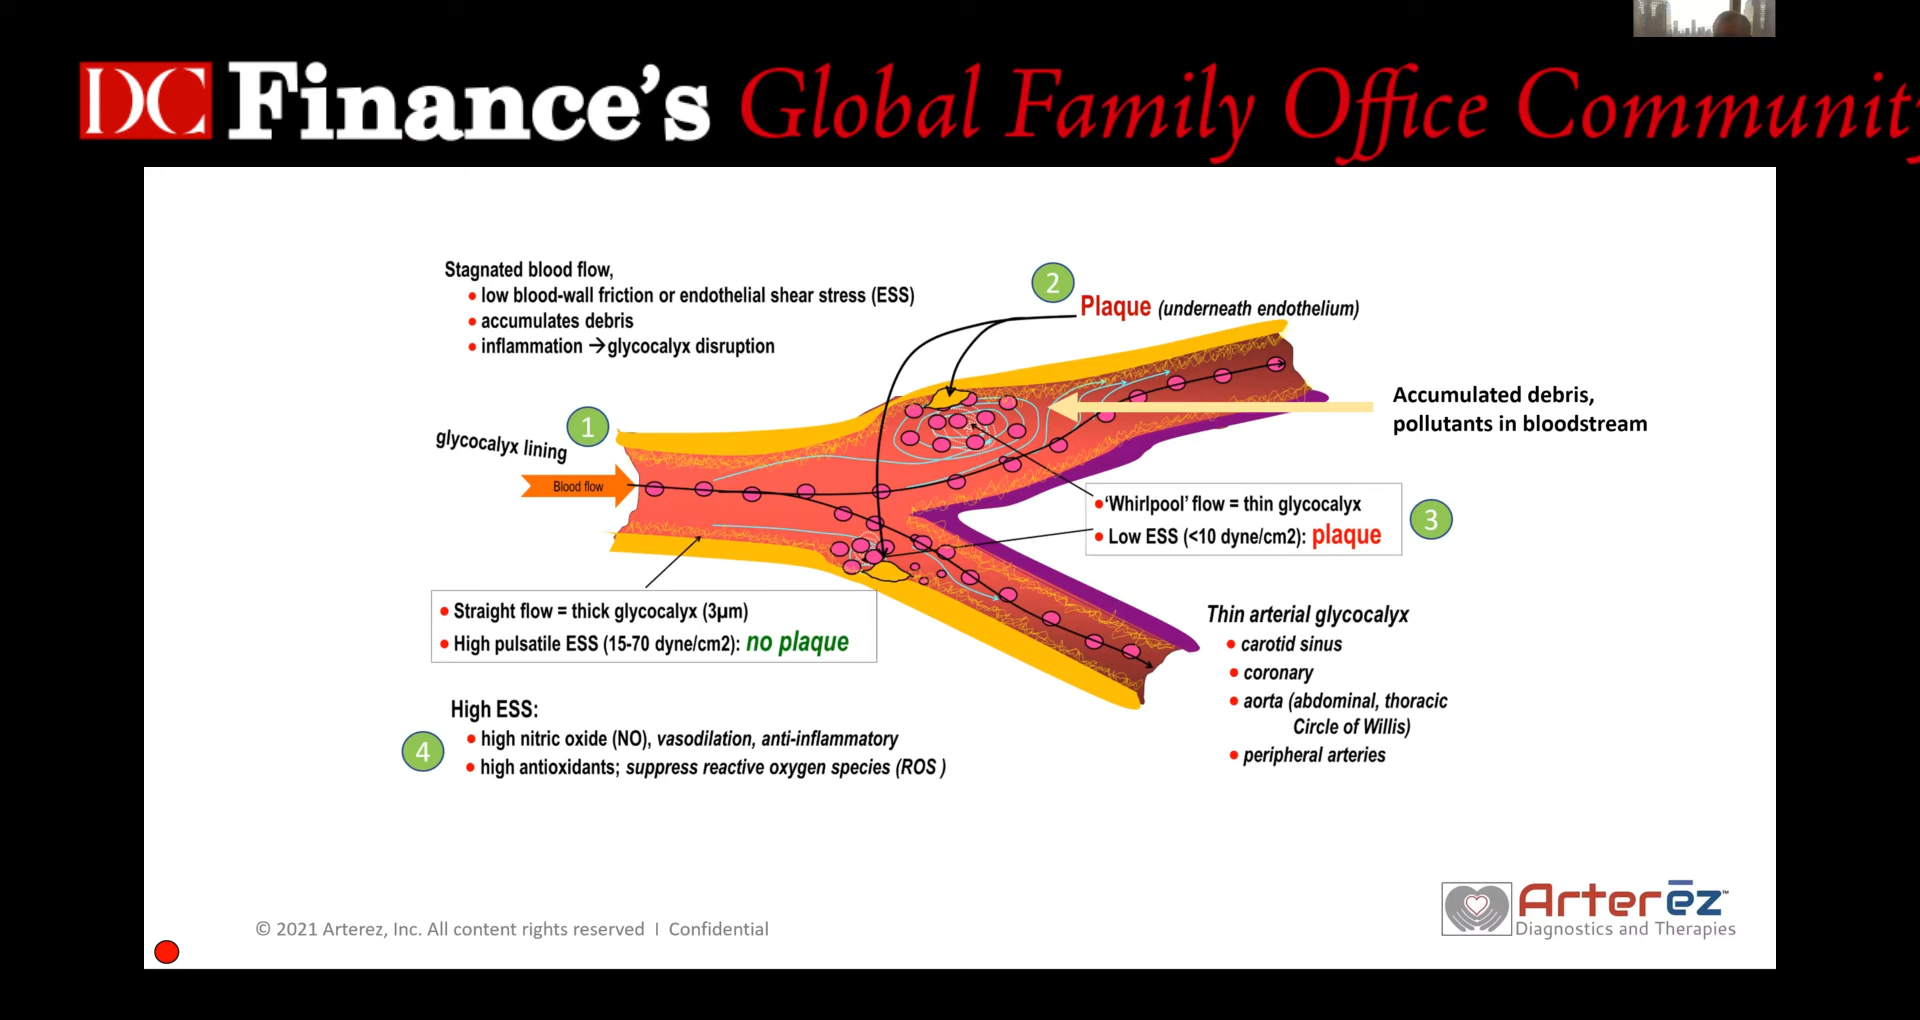 DC Finance's Global Family Office Community
Stagnated blood flow,
• low blood-wall friction or endothelial shear stress (ESS)
• accumulates debris
• inflammation →glycocalyx disruption
2
Plaque (underneath endothelium)
Accumulated debris,
pollutants in bloodstream
1
glycocalyx lining
Blood flow
• 'Whirlpool' flow = thin glycocalyx
• Low ESS (<10 dyne/cm2): plaque
3
• Straight flow = thick glycocalyx (3μm)
• High pulsatile ESS (15-70 dyne/cm2): no plaque
Thin arterial glycocalyx
• carotid sinus
• coronary
• aorta (abdominal, thoracic
Circle of Willis)
• peripheral arteries
High ESS:
4
• high nitric oxide (NO), vasodilation, anti-inflammatory
• high antioxidants; suppress reactive oxygen species (ROS )
© 2021 Arterez, Inc. All content rights reserved I Confidential
Arterēz™
Diagnostics and Therapies